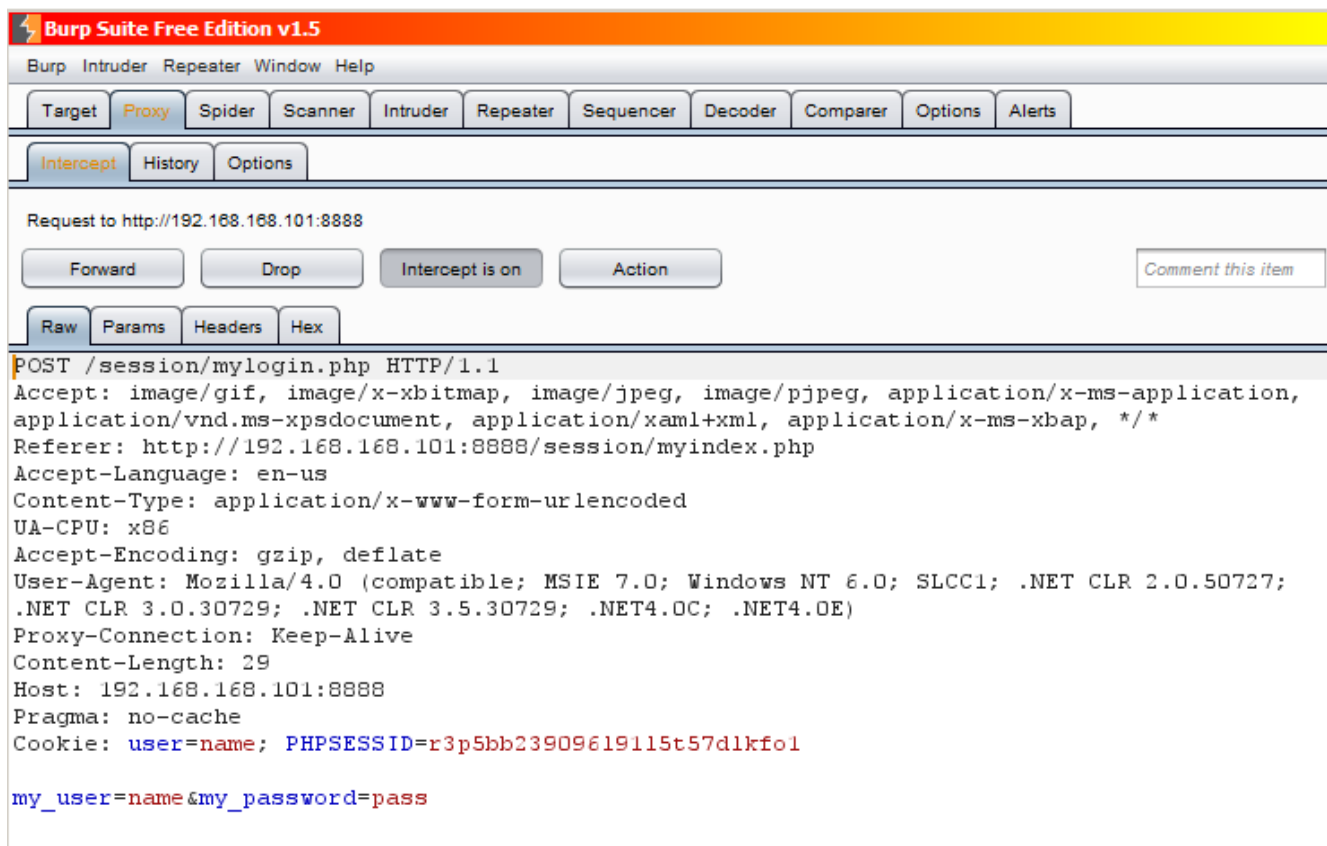 Burp Suite Free Edition v1.5
Burp Intruder Repeater Window Help
Target Proxy Spider Scanner Intruder Repeater Sequencer Decoder Comparer Options Alerts
Intercept History Options
Request to http://192.168.168.101:8888
Forward Drop Intercept is on Action Comment this item
Raw Params Headers Hex
POST /session/mylogin.php HTTP/1.1
Accept: image/gif, image/x-xbitmap, image/jpeg, image/pjpeg, application/x-ms-application,
application/vnd.ms-xpsdocument, application/xaml+xml, application/x-ms-xbap, */*
Referer: http://192.168.168.101:8888/session/myindex.php
Accept-Language: en-us
Content-Type: application/x-www-form-urlencoded
UA-CPU: x86
Accept-Encoding: gzip, deflate
User-Agent: Mozilla/4.0 (compatible; MSIE 7.0; Windows NT 6.0; SLCC1; .NET CLR 2.0.50727;
.NET CLR 3.0.30729; .NET CLR 3.5.30729; .NET4.0C; .NET4.0E)
Proxy-Connection: Keep-Alive
Content-Length: 29
Host: 192.168.168.101:8888
Pragma: no-cache
Cookie: user=name; PHPSESSID=r3p5bb23909619115t57d1kfo1
my_user=name&my_password=pass